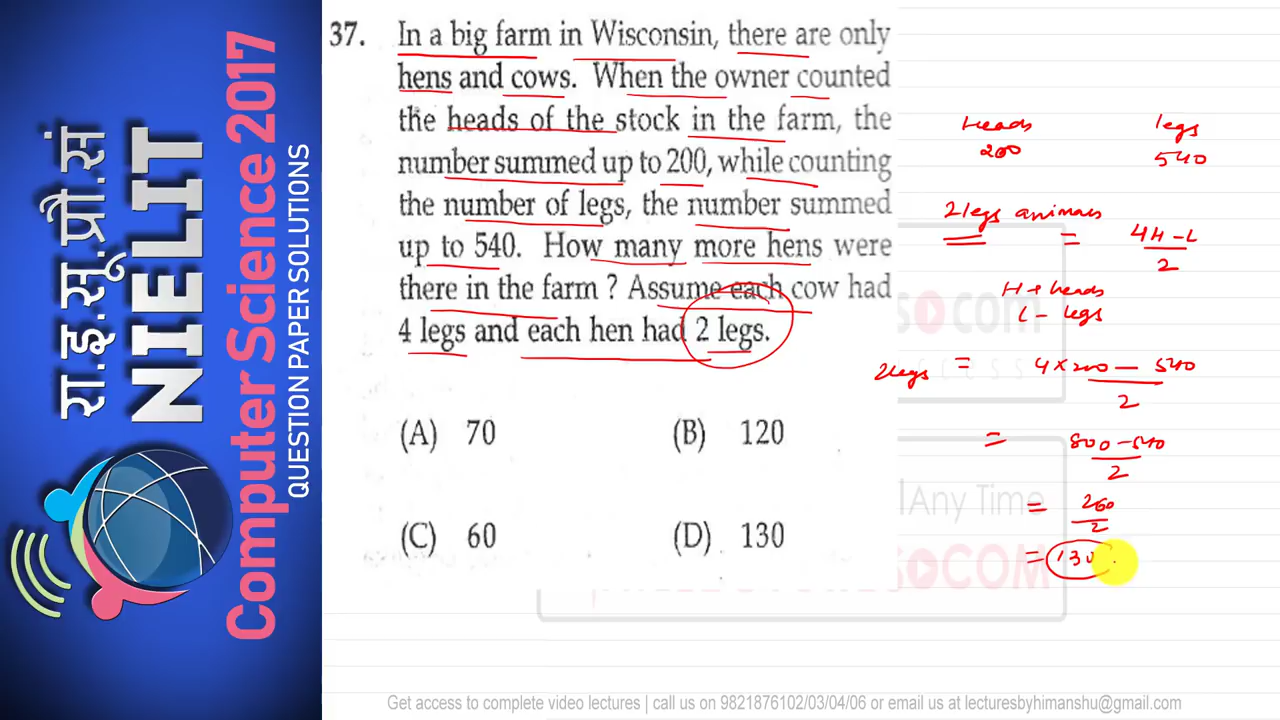 रा.इ.सू.प्रौ.सं
NIELIT
Computer Science 2017
QUESTION PAPER SOLUTIONS
37. In a big farm in Wisconsin, there are only
hens and cows. When the owner counted
the heads of the stock in the farm, the
number summed up to 200, while counting
the number of legs, the number summed
up to 540. How many more hens were
there in the farm ? Assume each cow had
4 legs and each hen had 2 legs.
(A) 70 (B) 120
(C) 60 (D) 130
Heads legs
200 540
2 legs animals = 4H - L
2
H → heads
L - legs
2legs = 4 × 200 — 540
2
= 800 - 540
2
= 260
2
= 130
Any Time
COM
Get access to complete video lectures | call us on 9821876102/03/04/06 or email us at lecturesbyhimanshu@gmail.com